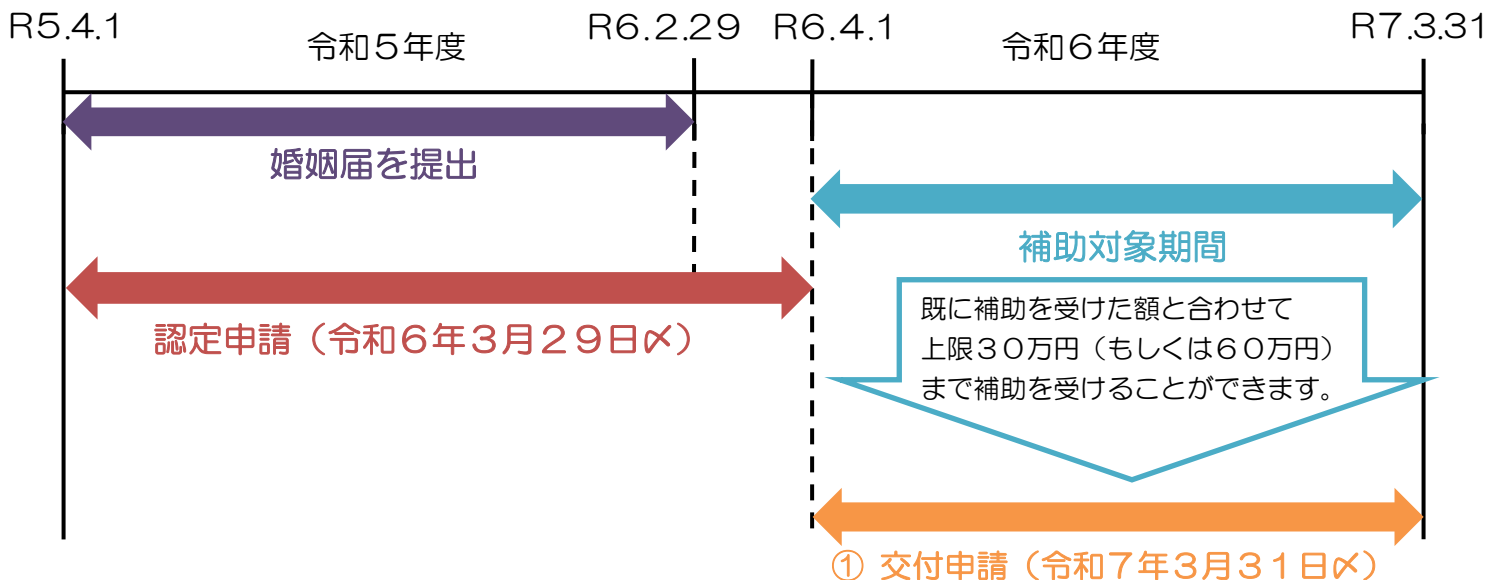 R5.4.1
令和5年度
R6.2.29
R6.4.1
令和6年度
R7.3.31
婚姻届を提出
補助対象期間
認定申請（令和6年3月29日〆）
既に補助を受けた額と合わせて
上限30万円（もしくは60万円）
まで補助を受けることができます。
① 交付申請（令和7年3月31日〆）